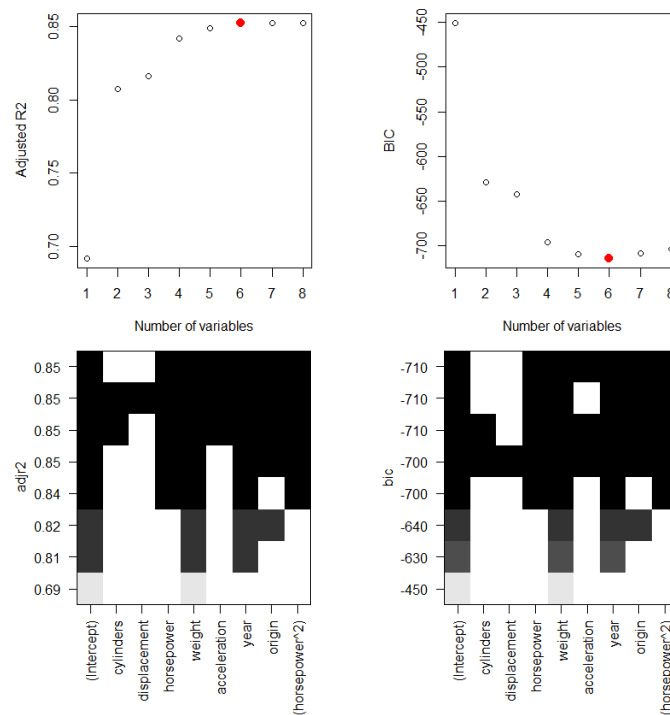 Adjusted R2
0.85
0.80
0.75
0.70
1 2 3 4 5 6 7 8
Number of variables
BIC
-450
-500
-550
-600
-650
-700
1 2 3 4 5 6 7 8
Number of variables
adjr2
0.85
0.85
0.85
0.85
0.84
0.82
0.81
0.69
(Intercept)
cylinders
displacement
horsepower
weight
acceleration
year
origin
(horsepower^2)
bic
-710
-710
-710
-700
-700
-640
-630
-450
(Intercept)
cylinders
displacement
horsepower
weight
acceleration
year
origin
(horsepower^2)